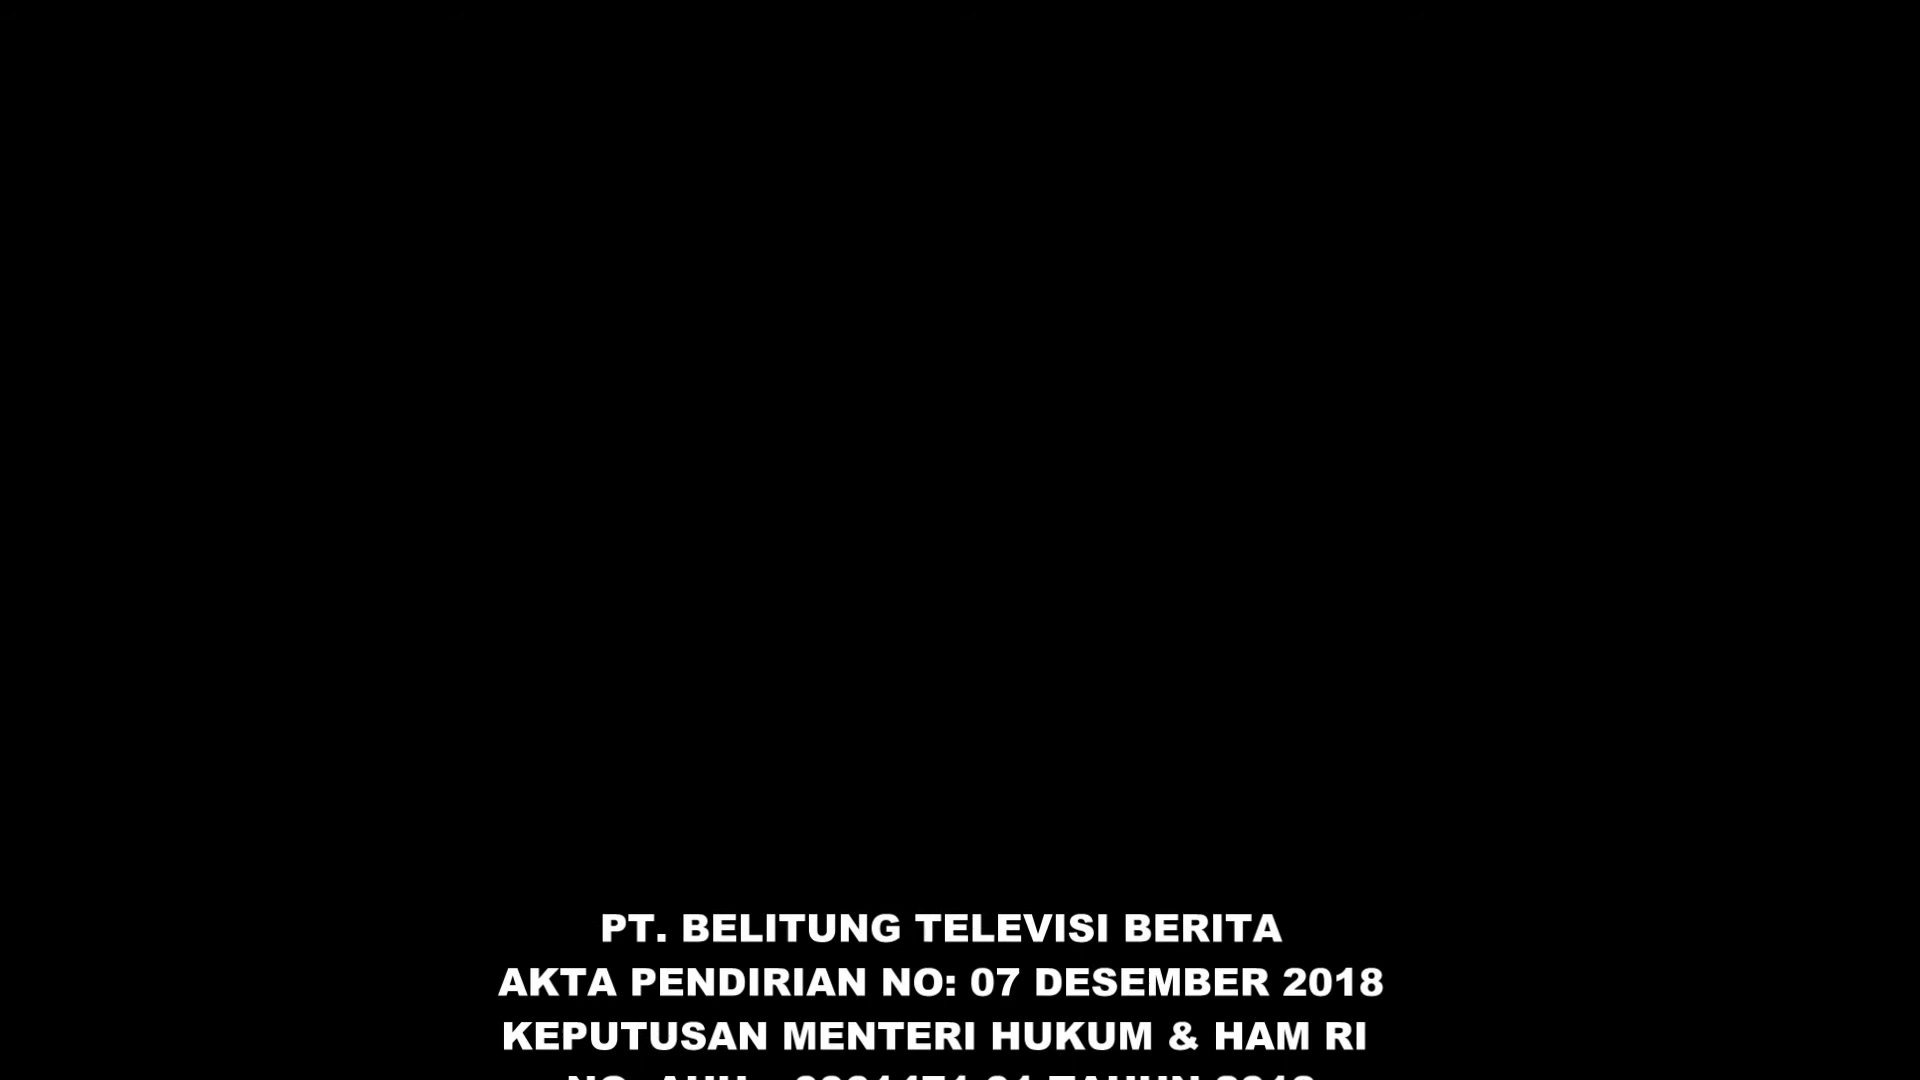 PT. BELITUNG TELEVISI BERITA
AKTA PENDIRIAN NO: 07 DESEMBER 2018
KEPUTUSAN MENTERI HUKUM & HAM RI